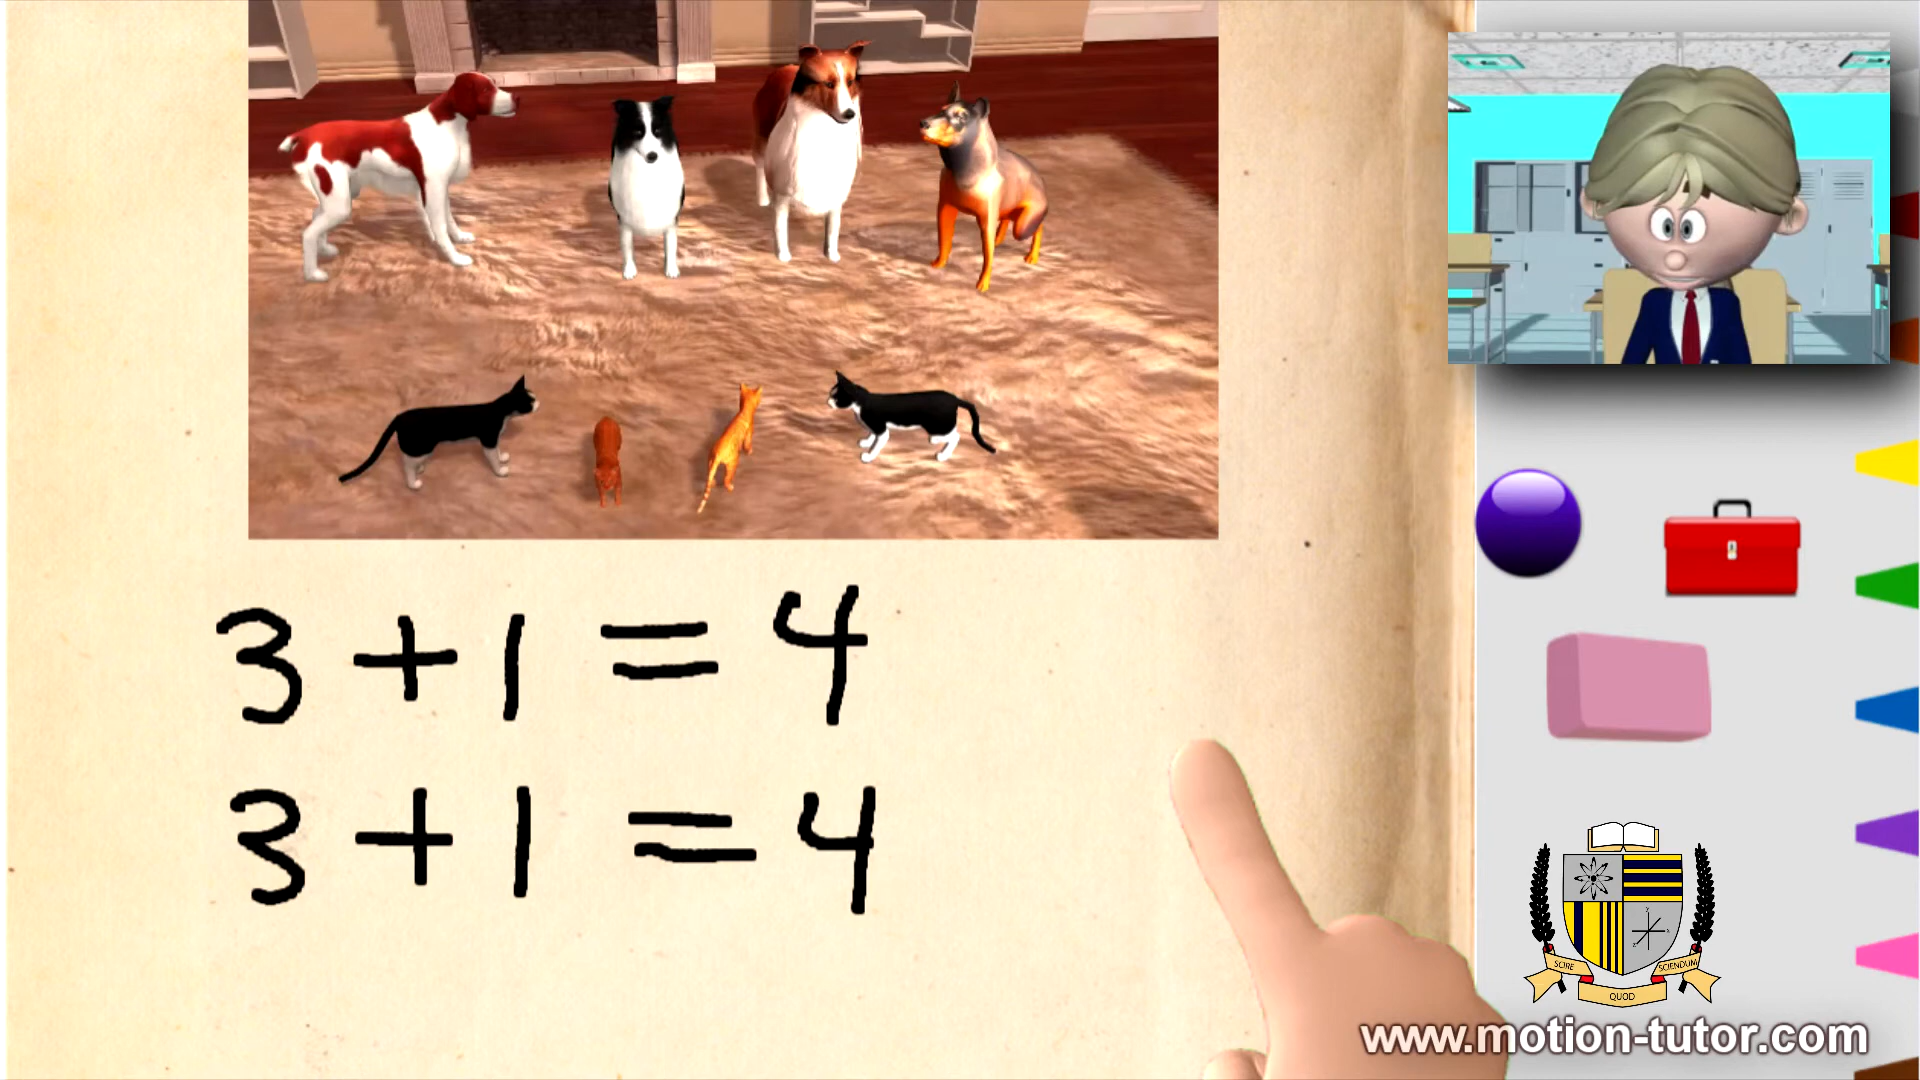 3 + 1 = 4
3 + 1 = 4
SCIRE
QUOD
SCIENDUM
www.motion-tutor.com